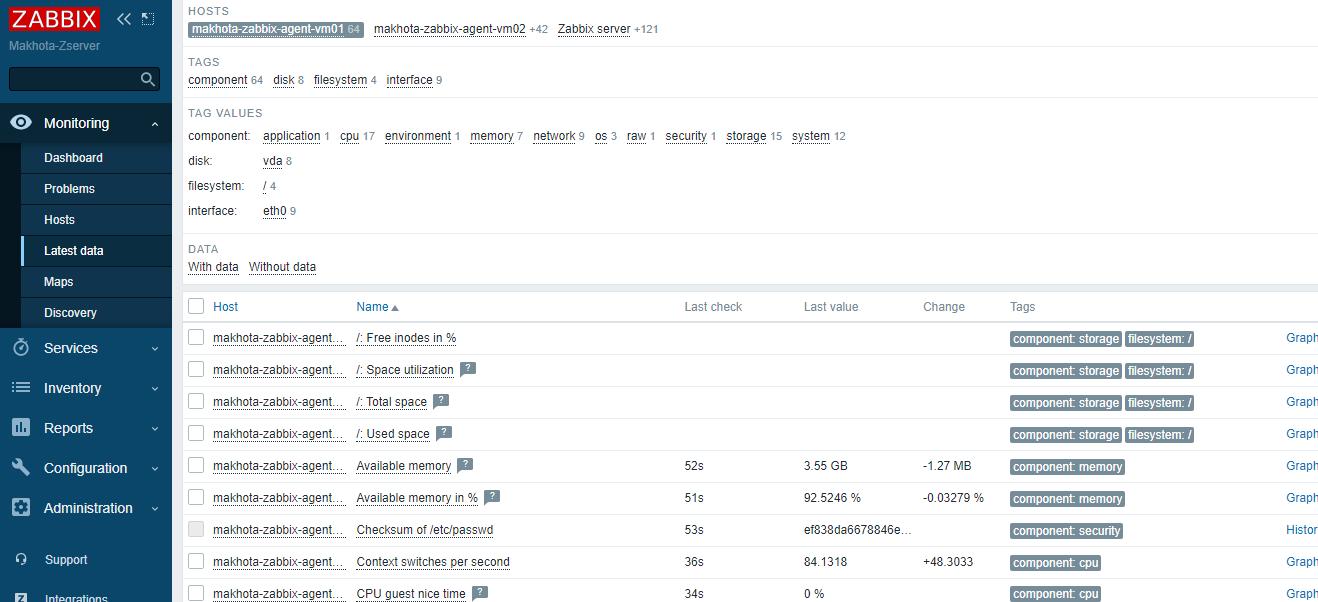 ZABBIX
Makhota-Zserver
Monitoring
Dashboard
Problems
Hosts
Latest data
Maps
Discovery
Services
Inventory
Reports
Configuration
Administration
Support
Integrations
HOSTS
makhota-zabbix-agent-vm01 64 makhota-zabbix-agent-vm02 +42 Zabbix server +121
TAGS
component 64 disk 8 filesystem 4 interface 9
TAG VALUES
component: application 1 cpu 17 environment 1 memory 7 network 9 os 3 raw 1 security 1 storage 15 system 12
disk: vda 8
filesystem: / 4
interface: eth0 9
DATA
With data Without data
Host Name Last check Last value Change Tags
makhota-zabbix-agent... /: Free inodes in % component: storage filesystem: / Graph
makhota-zabbix-agent... /: Space utilization ? component: storage filesystem: / Graph
makhota-zabbix-agent... /: Total space ? component: storage filesystem: / Graph
makhota-zabbix-agent... /: Used space ? component: storage filesystem: / Graph
makhota-zabbix-agent... Available memory ? 52s 3.55 GB -1.27 MB component: memory Graph
makhota-zabbix-agent... Available memory in % ? 51s 92.5246 % -0.03279 % component: memory Graph
makhota-zabbix-agent... Checksum of /etc/passwd 53s ef838da6678846e... component: security Histor
makhota-zabbix-agent... Context switches per second 36s 84.1318 +48.3033 component: cpu Graph
makhota-zabbix-agent... CPU guest nice time ? 34s 0 % component: cpu Graph